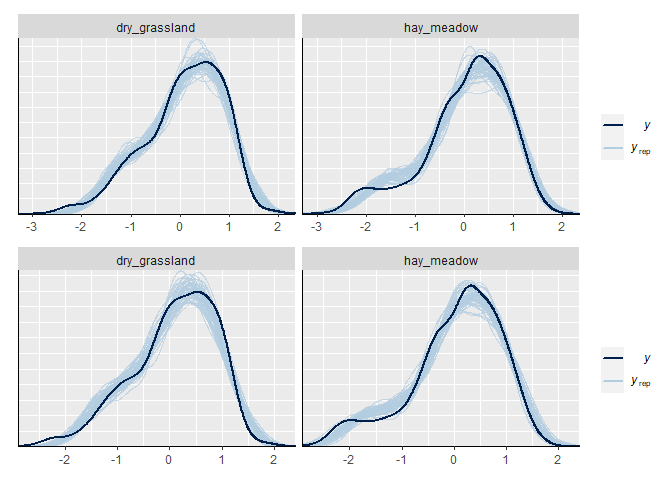 dry_grassland hay_meadow
-3 -2 -1 0 1 2 -3 -2 -1 0 1 2
y
y rep
dry_grassland hay_meadow
-2 -1 0 1 2 -2 -1 0 1 2
y
y rep